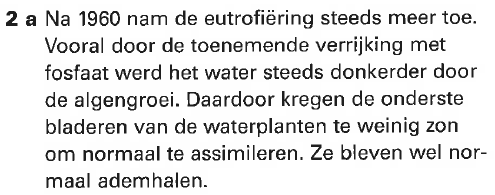 2 a Na 1960 nam de eutrofiëring steeds meer toe.
Vooral door de toenemende verrijking met
fosfaat werd het water steeds donkerder door
de algengroei. Daardoor kregen de onderste
bladeren van de waterplanten te weinig zon
om normaal te assimileren. Ze bleven wel nor-
maal ademhalen.